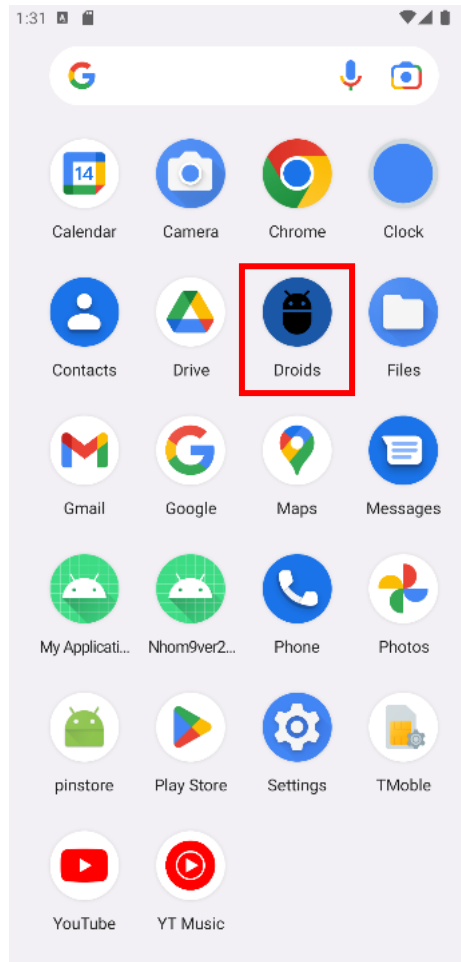 1:31
Calendar Camera Chrome Clock
14
Contacts Drive Droids Files
Gmail Google Maps Messages
My Applicati... Nhom9ver2... Phone Photos
pinstore Play Store Settings TMoble
YouTube YT Music